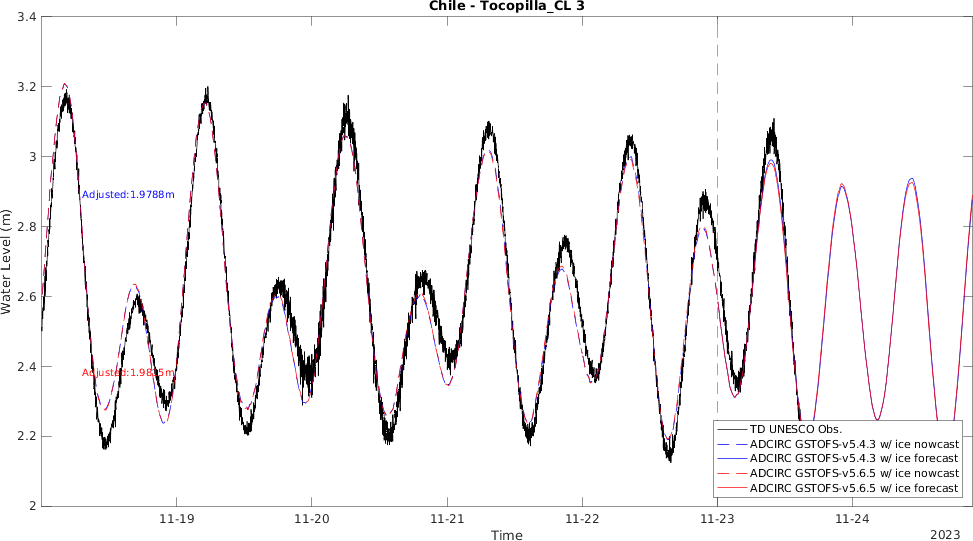 Chile - Tocopilla_CL 3
3.4
3.2
3
2.8
2.6
2.4
2.2
2
Water Level (m)
Adjusted:1.9788m
TD UNESCO Obs.
ADCIRC GSTOFS-v5.4.3 w/ ice nowcast
ADCIRC GSTOFS-v5.4.3 w/ ice forecast
ADCIRC GSTOFS-v5.6.5 w/ ice nowcast
ADCIRC GSTOFS-v5.6.5 w/ ice forecast
11-19
11-20
11-21
11-22
11-23
11-24
Time
2023